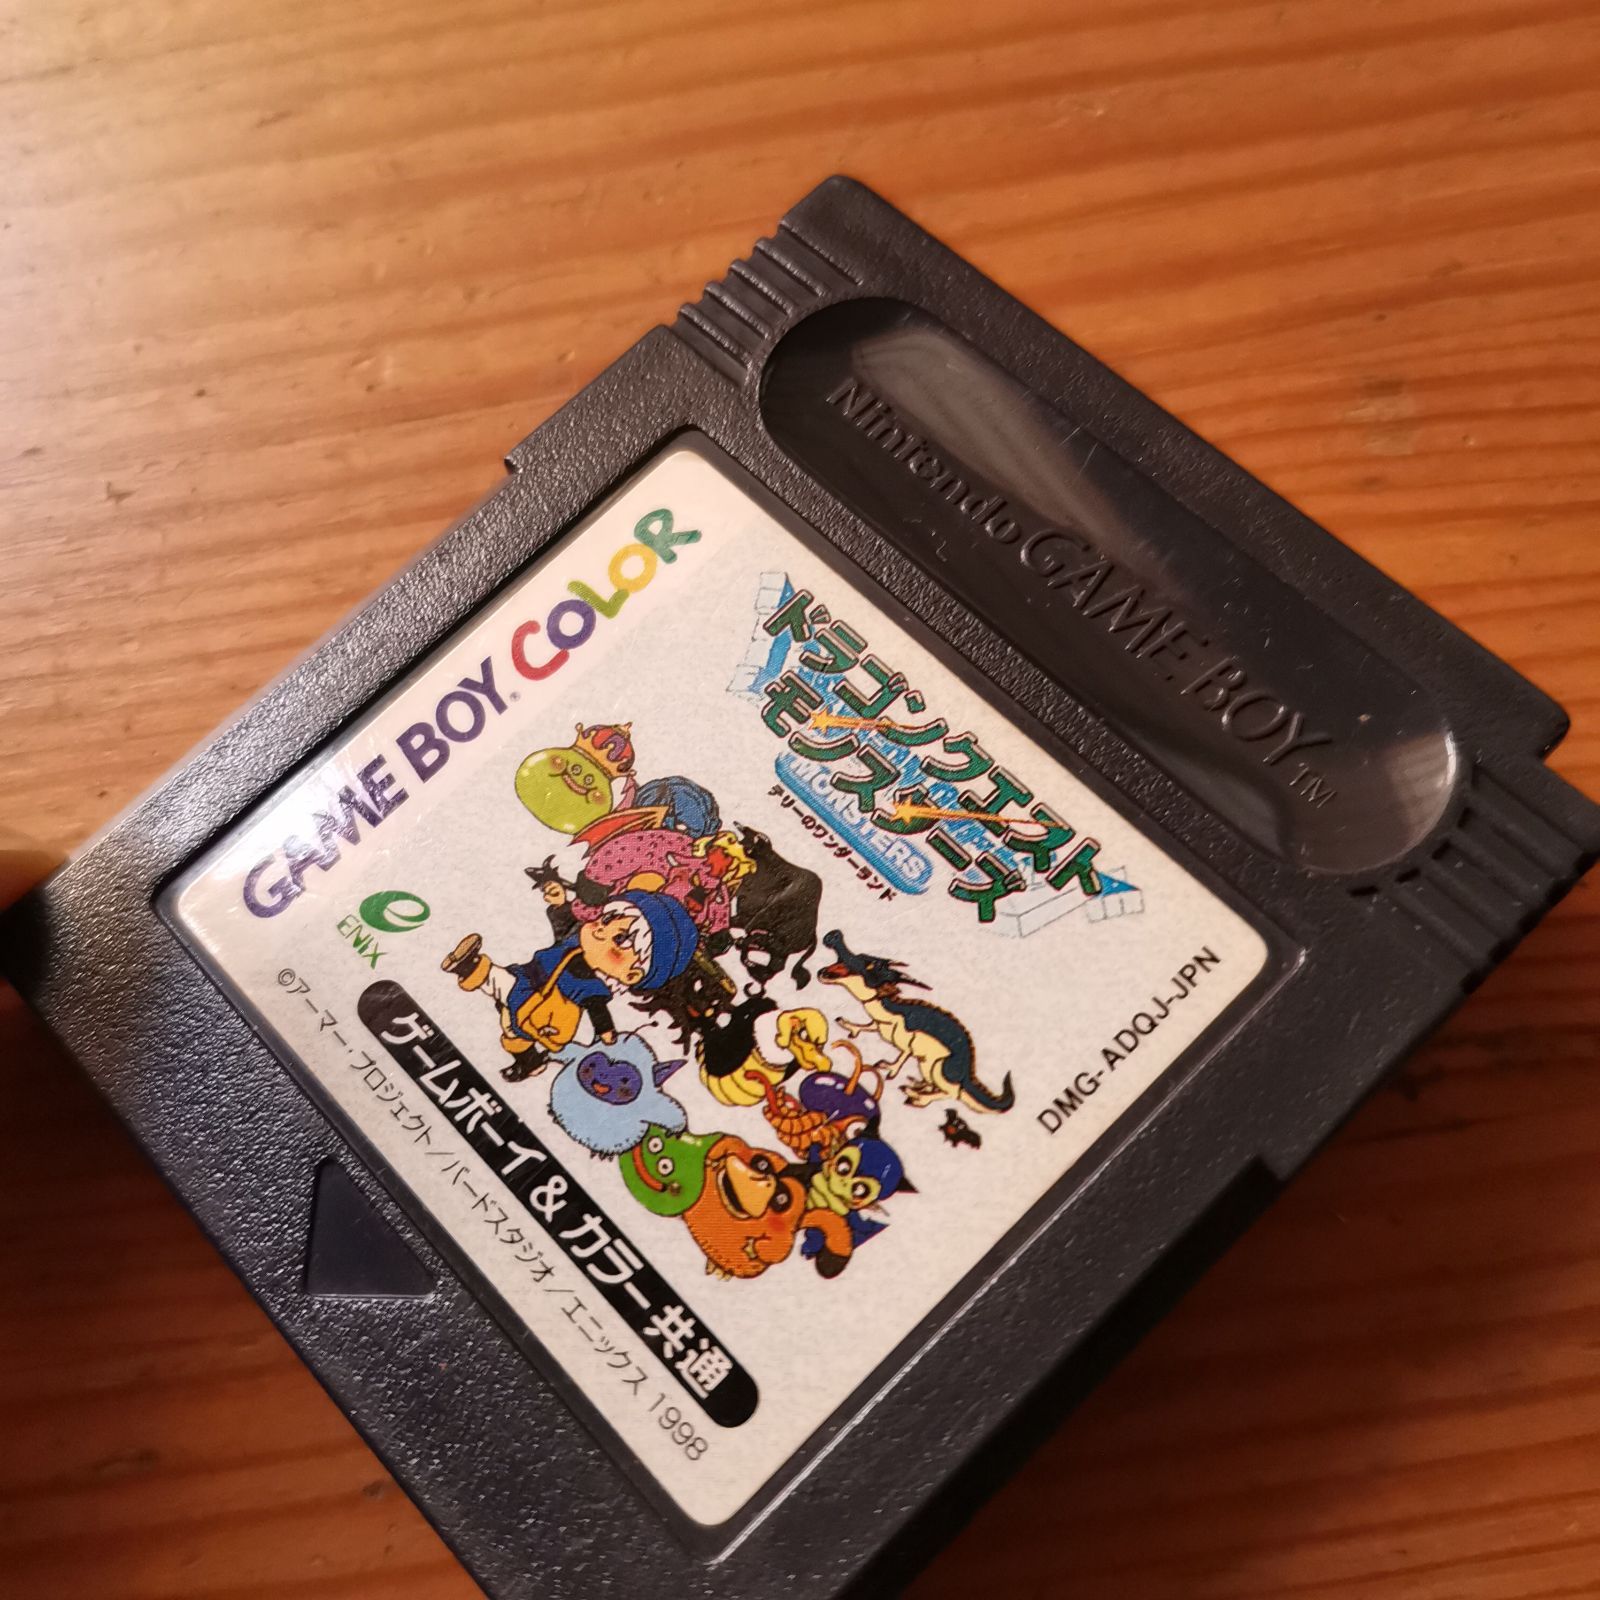 Nintendo GAME BOY™
GAME BOY® COLOR
ドラゴンクエスト
モンスターズ
MONSTERS
テリーのワンダーランド
ENIX
DMG-ADQJ-JPN
ゲームボーイ&カラー共通
©アーマー・プロジェクト/バードスタジオ/エニックス 1998